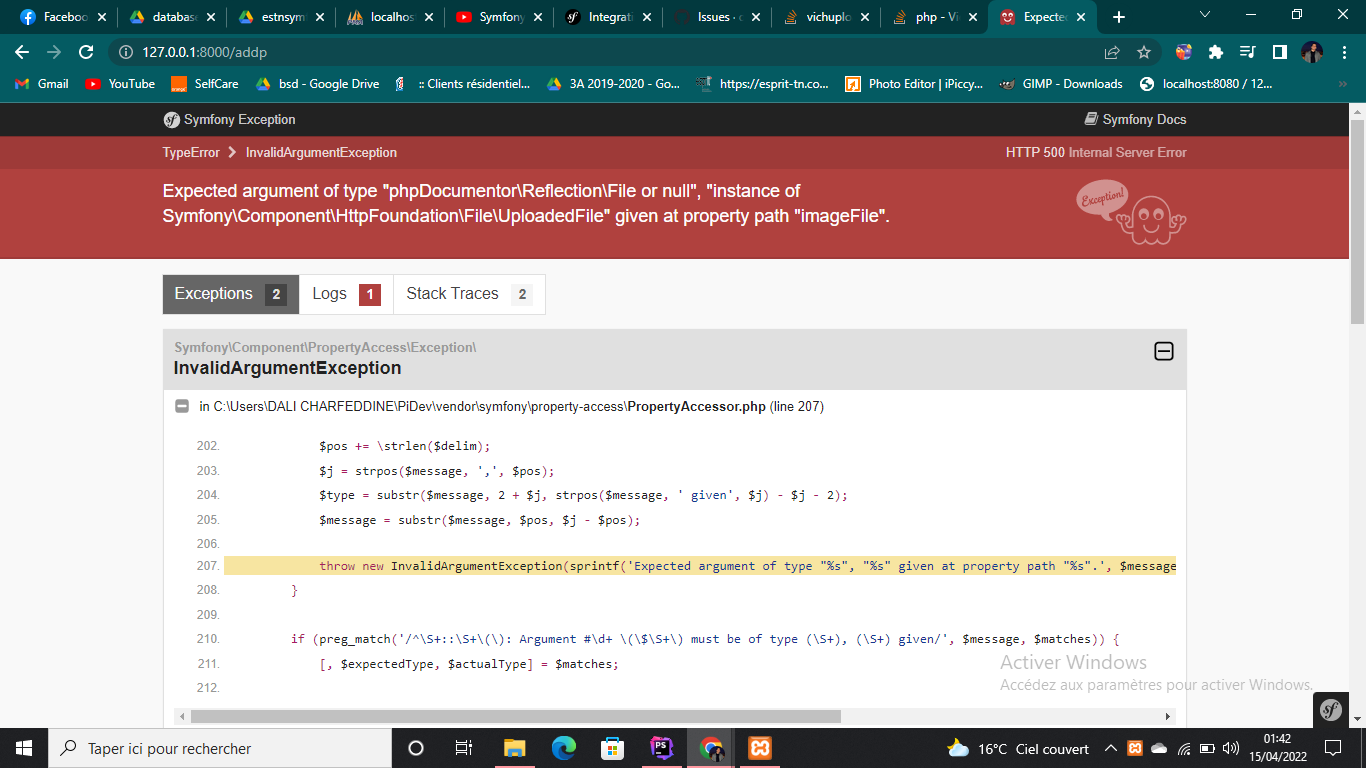 Faceboo
databas
estnsym
localhos
Symfony
Integrati
Issues · c
vichuplo
php - Vi
Expected
127.0.0.1:8000/addp
Gmail
YouTube
SelfCare
bsd - Google Drive
:: Clients résidentiel...
3A 2019-2020 - Go...
https://esprit-tn.co...
Photo Editor | iPiccy...
GIMP - Downloads
localhost:8080 / 12...
»
Symfony Exception
Symfony Docs
TypeError
InvalidArgumentException
HTTP 500 Internal Server Error
Expected argument of type "phpDocumentor\Reflection\File or null", "instance of
Symfony\Component\HttpFoundation\File\UploadedFile" given at property path "imageFile".
Exception!
Exceptions 2
Logs 1
Stack Traces 2
Symfony\Component\PropertyAccess\Exception\
InvalidArgumentException
in C:\Users\DALI CHARFEDDINE\PiDev\vendor\symfony\property-access\PropertyAccessor.php (line 207)
202. $pos += \strlen($delim);
203. $j = strpos($message, ',', $pos);
204. $type = substr($message, 2 + $j, strpos($message, ' given', $j) - $j - 2);
205. $message = substr($message, $pos, $j - $pos);
206.
207. throw new InvalidArgumentException(sprintf('Expected argument of type "%s", "%s" given at property path "%s".', $message
208. }
209.
210. if (preg_match('/^\S+::\S+\(\): Argument #\d+ \(\$\S+\) must be of type (\S+), (\S+) given/', $message, $matches)) {
211. [, $expectedType, $actualType] = $matches;
212.
Activer Windows
Accédez aux paramètres pour activer Windows.
Taper ici pour rechercher
PS
16°C Ciel couvert
01:42
15/04/2022